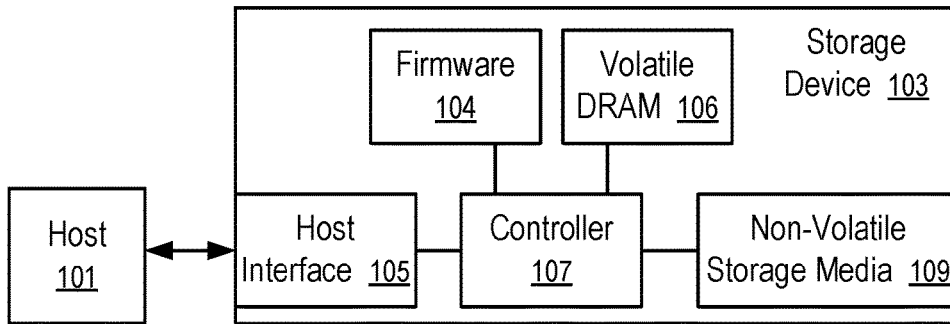 Storage
Device 103
Firmware
104
Volatile
DRAM 106
Host
101
Host
Interface 105
Controller
107
Non-Volatile
Storage Media 109